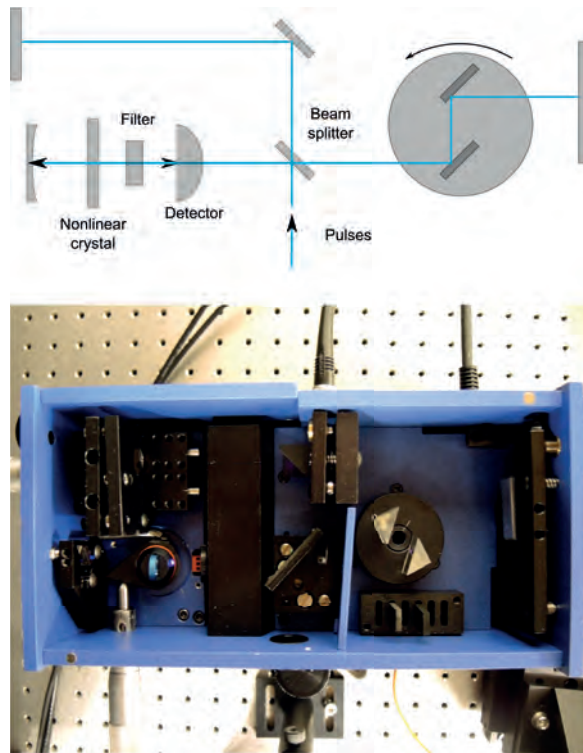 Beam
splitter
Filter
Detector
Nonlinear
crystal
Pulses